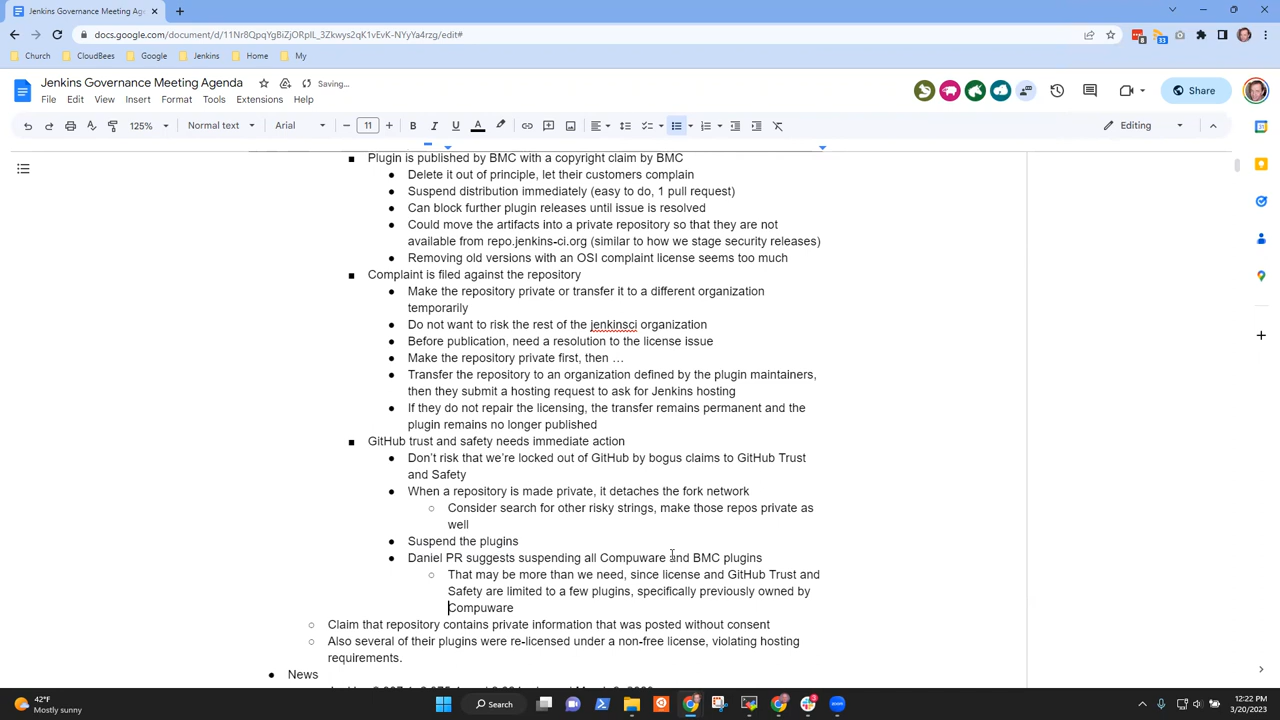 Jenkins Governance Meeting Agenda
docs.google.com/document/d/11Nr8QpqYgBiZjORpIL_3Zkwys2qK1vEvK-NYyYa4rzg/edit#
Church
CloudBees
Google
Jenkins
Home
My
Jenkins Governance Meeting Agenda
Saving...
File Edit View Insert Format Tools Extensions Help
Share
125% Normal text Arial 11 Editing
Plugin is published by BMC with a copyright claim by BMC
Delete it out of principle, let their customers complain
Suspend distribution immediately (easy to do, 1 pull request)
Can block further plugin releases until issue is resolved
Could move the artifacts into a private repository so that they are not
available from repo.jenkins-ci.org (similar to how we stage security releases)
Removing old versions with an OSI complaint license seems too much
Complaint is filed against the repository
Make the repository private or transfer it to a different organization
temporarily
Do not want to risk the rest of the jenkinsci organization
Before publication, need a resolution to the license issue
Make the repository private first, then …
Transfer the repository to an organization defined by the plugin maintainers,
then they submit a hosting request to ask for Jenkins hosting
If they do not repair the licensing, the transfer remains permanent and the
plugin remains no longer published
GitHub trust and safety needs immediate action
Don't risk that we're locked out of GitHub by bogus claims to GitHub Trust
and Safety
When a repository is made private, it detaches the fork network
Consider search for other risky strings, make those repos private as
well
Suspend the plugins
Daniel PR suggests suspending all Compuware and BMC plugins
That may be more than we need, since license and GitHub Trust and
Safety are limited to a few plugins, specifically previously owned by
Compuware
Claim that repository contains private information that was posted without consent
Also several of their plugins were re-licensed under a non-free license, violating hosting
requirements.
News
42°F
Mostly sunny
Search
12:22 PM
3/20/2023